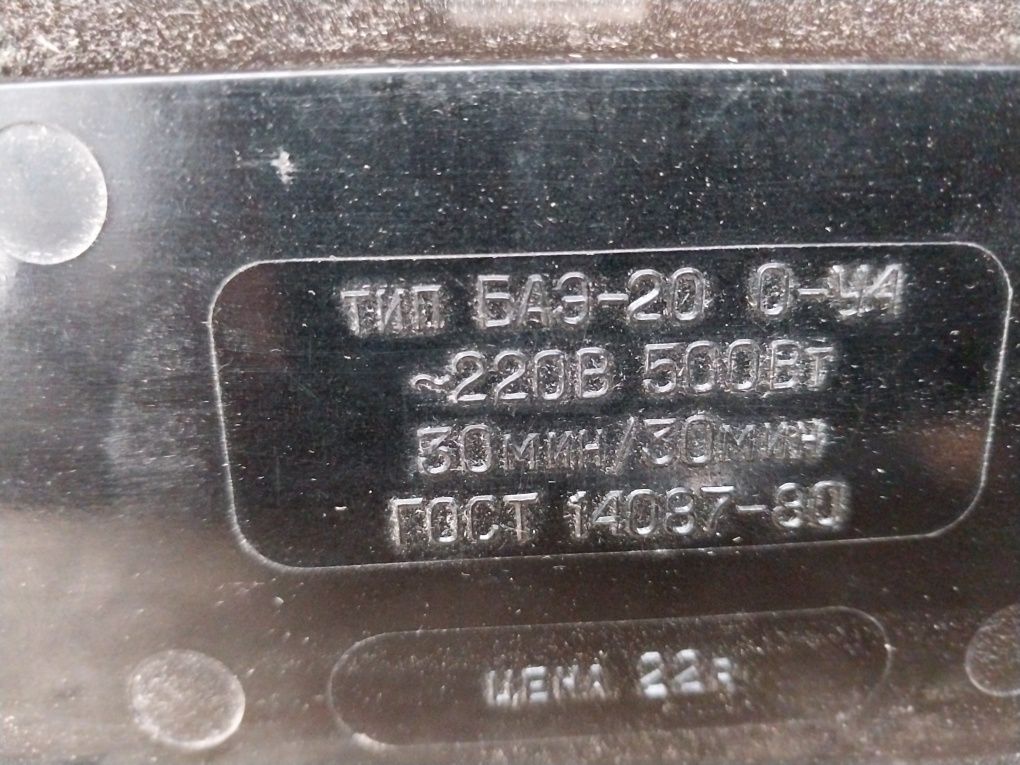 ТИП БАЭ-20 0-У4
~220В 500Вт
30мин/30мин
ГОСТ 14087-80
ЦЕНА 22р